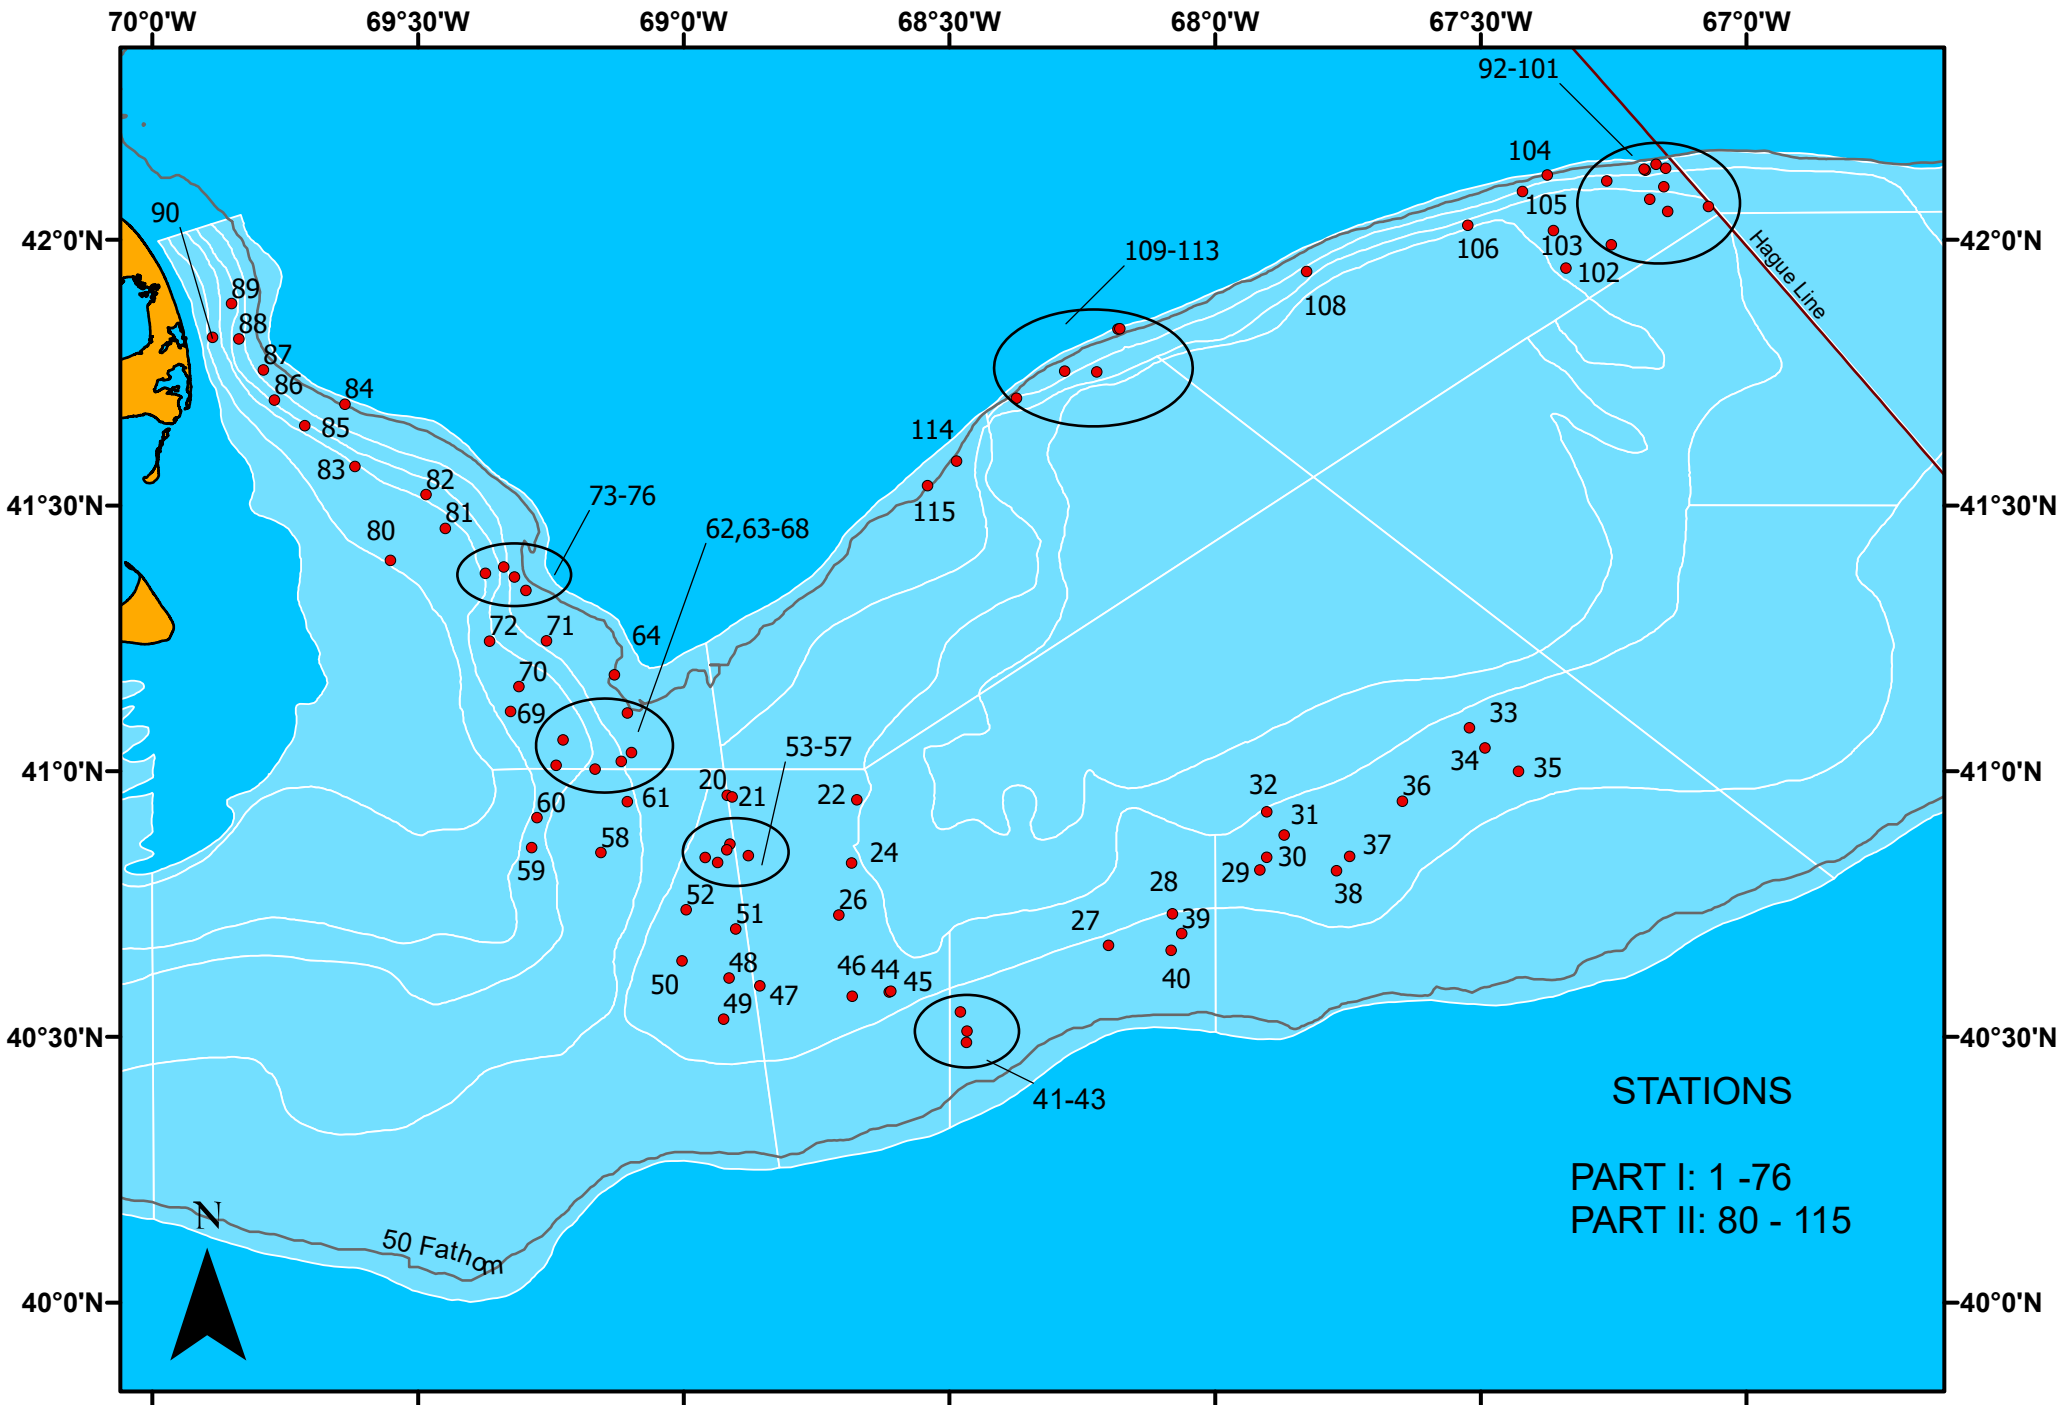 70°0'W 69°30'W 69°0'W 68°30'W 68°0'W 67°30'W 67°0'W
92-101
104
90
105
42°0'N 106 103 42°0'N
109-113 102
Hague Line
89
108
88
87
86 84
85 114
83
82
73-76
41°30'N 81 115 41°30'N
80 62,63-68
72 71 64
70
69 33
53-57
41°0'N 34 35 41°0'N
20 21 22 36
60 61 32
31
58 24 37
59 29 30
38
52 26 28
51 27 39
48 46 44 45
50 47 40
49
40°30'N 40°30'N
41-43
STATIONS
PART I: 1 -76
PART II: 80 - 115
N
50 Fathom
40°0'N 40°0'N